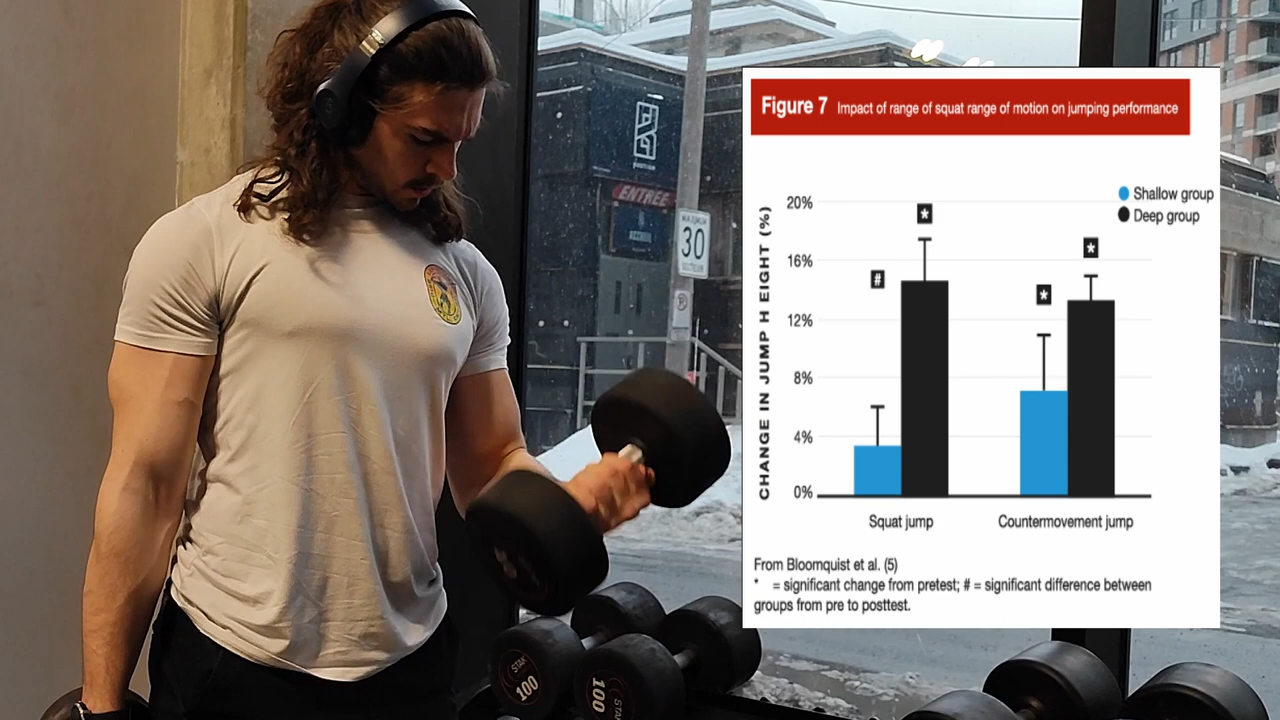 Figure 7 Impact of range of squat range of motion on jumping performance
Shallow group
Deep group
20%
16%
12%
8%
4%
0%
CHANGE IN JUMP H EIGHT (%)
#
*
*
*
Squat jump
Countermovement jump
From Bloomquist et al. (5)
* = significant change from pretest; # = significant difference between
groups from pre to posttest.
ENTREE
MAXIMUM
30
STAK
100
100